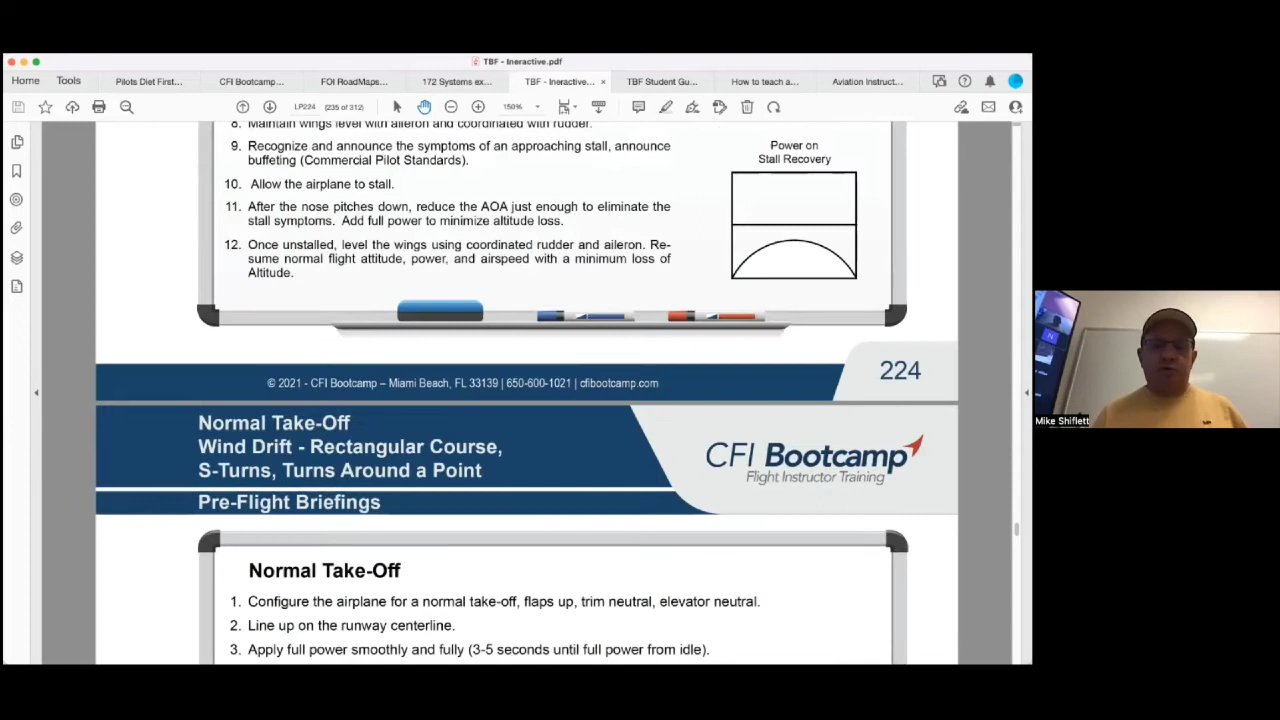 TBF - Ineractive.pdf
Home Tools Pilots Diet First... CFI Bootcamp... FOI RoadMaps... 172 Systems ex... TBF - Interactive... × TBF Student Gu... How to teach a... Aviation Instruct...
LP224 (235 of 312) 150%
8. Maintain wings level with aileron and coordinated with rudder.
9. Recognize and announce the symptoms of an approaching stall, announce
buffeting (Commercial Pilot Standards).
10. Allow the airplane to stall.
11. After the nose pitches down, reduce the AOA just enough to eliminate the
stall symptoms. Add full power to minimize altitude loss.
12. Once unstalled, level the wings using coordinated rudder and aileron. Re-
sume normal flight attitude, power, and airspeed with a minimum loss of
Altitude.
Power on
Stall Recovery
© 2021 - CFI Bootcamp – Miami Beach, FL 33139 | 650-600-1021 | cfibootcamp.com
224
Normal Take-Off
Wind Drift - Rectangular Course,
S-Turns, Turns Around a Point
Pre-Flight Briefings
CFI Bootcamp
Flight Instructor Training
Normal Take-Off
1. Configure the airplane for a normal take-off, flaps up, trim neutral, elevator neutral.
2. Line up on the runway centerline.
3. Apply full power smoothly and fully (3-5 seconds until full power from idle).
Mike Shiflett